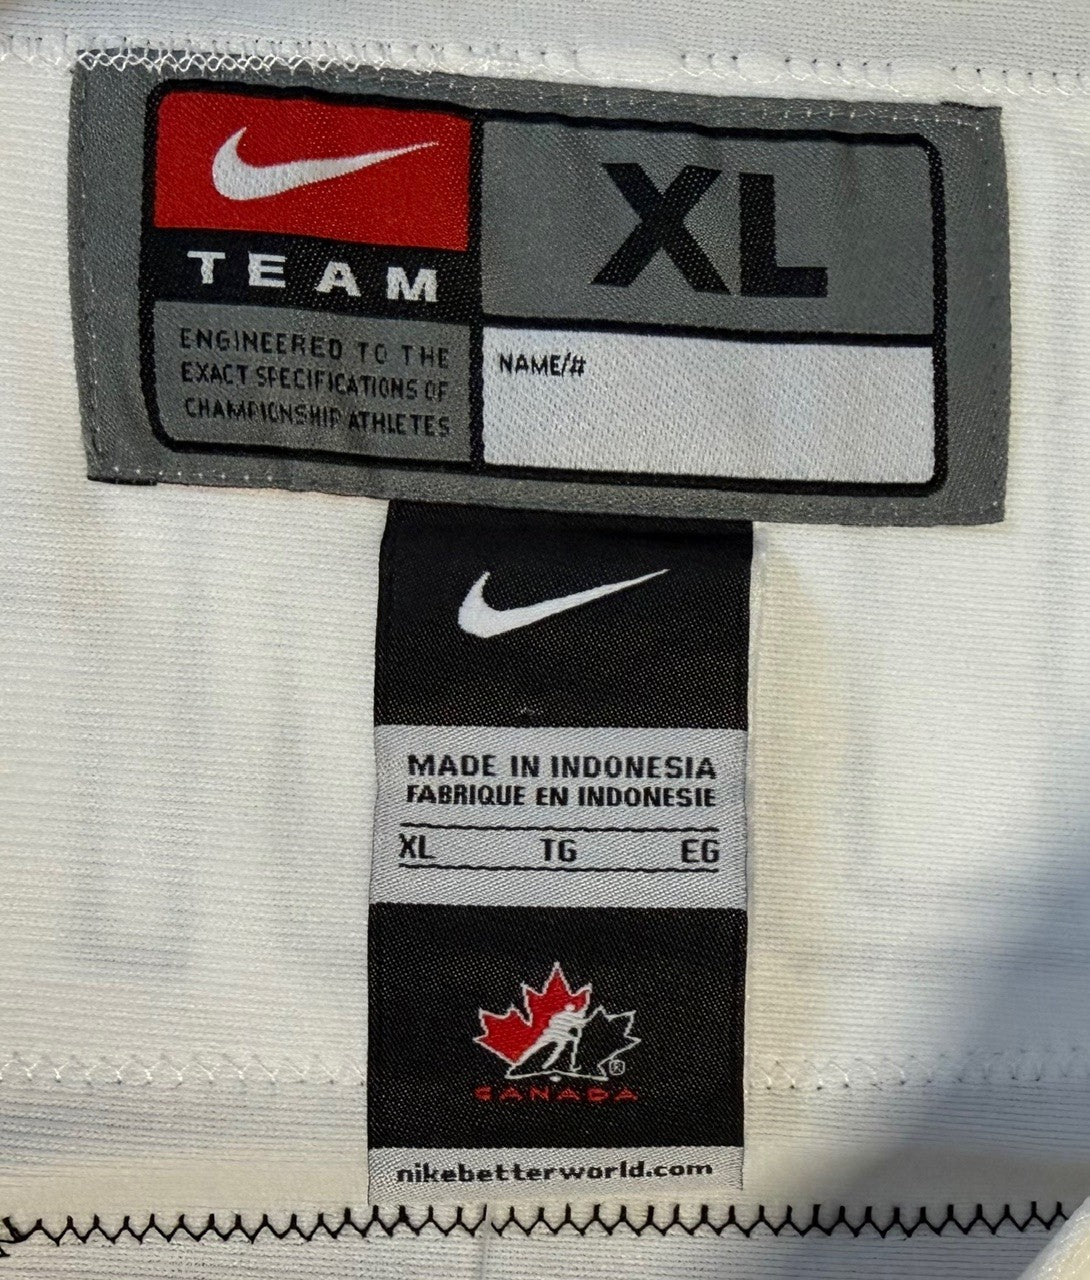 XL
TEAM
ENGINEERED TO THE
EXACT SPECIFICATIONS OF
CHAMPIONSHIP ATHLETES
NAME/#
MADE IN INDONESIA
FABRIQUE EN INDONESIE
XL TG EG
®
CANADA
nikebetterworld.com